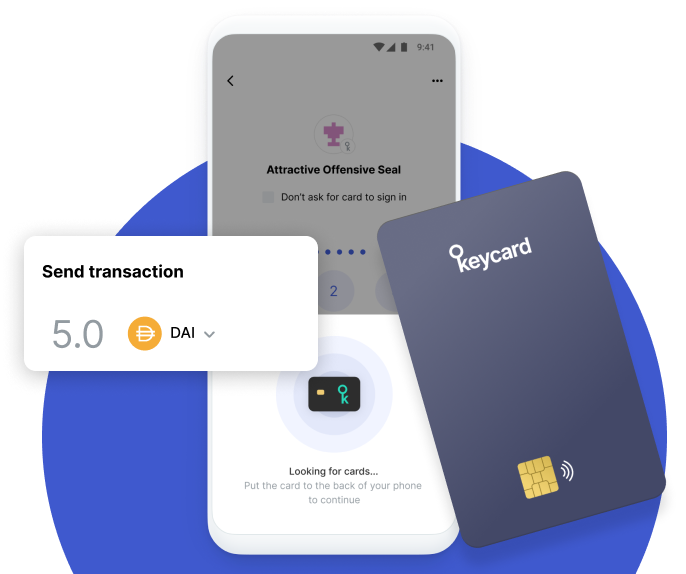 9:41
Attractive Offensive Seal
Don't ask for card to sign in
2
Send transaction
5.0 DAI
keycard
Looking for cards...
Put the card to the back of your phone
to continue